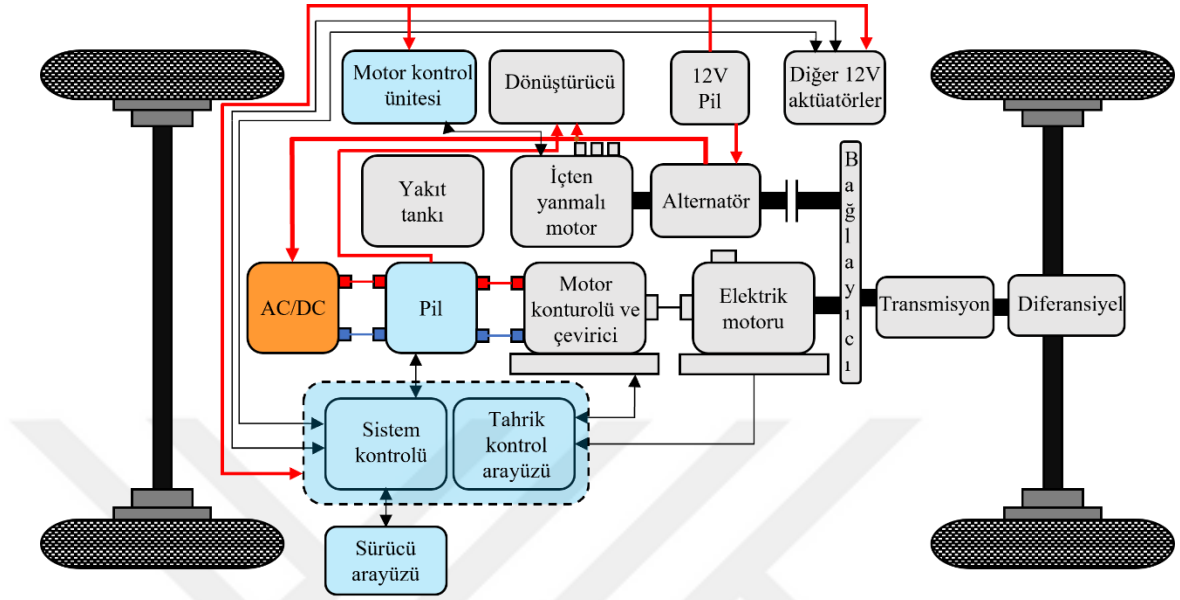 Motor kontrol
ünitesi
Dönüştürücü
12V
Pil
Diğer 12V
aktüatörler
Yakıt
tankı
İçten
yanmalı
motor
Alternatör
Bağlayıcı
AC/DC
Pil
Motor
konturolü ve
çevirici
Elektrik
motoru
Transmisyon
Diferansiyel
Sistem
kontrolü
Tahrik
kontrol
arayüzü
Sürücü
arayüzü